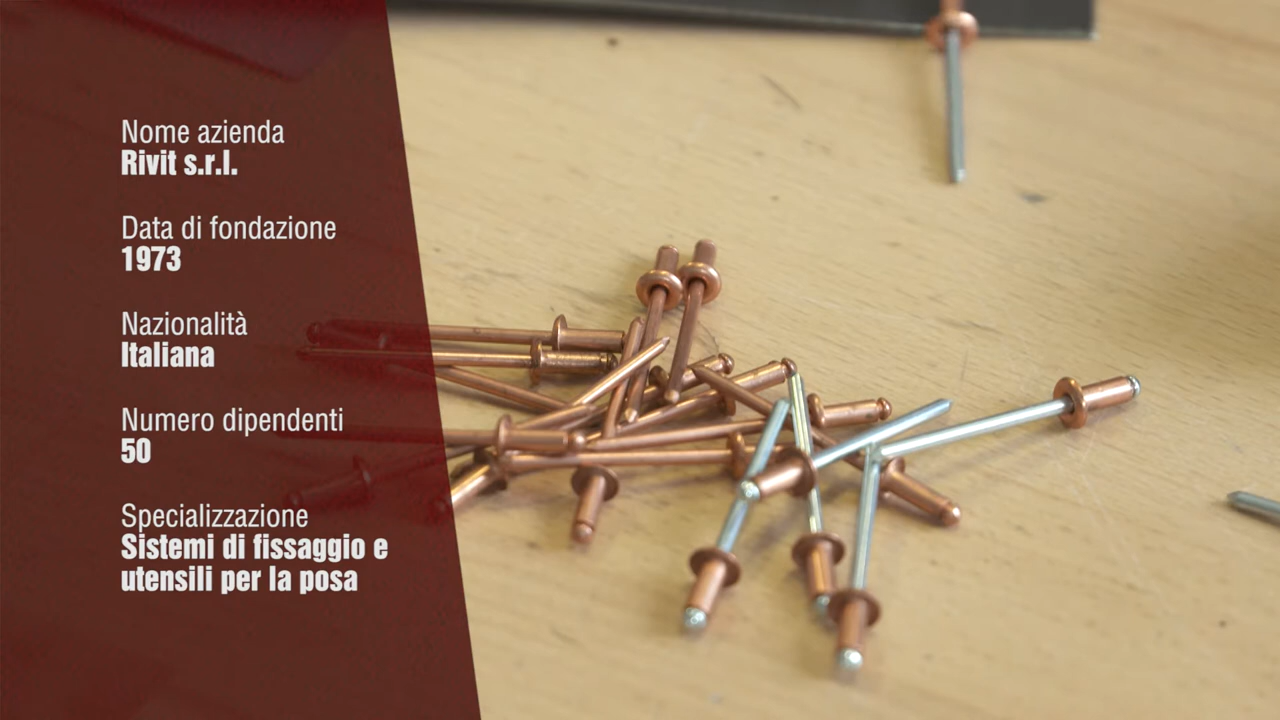 Nome azienda
Rivit s.r.l.
Data di fondazione
1973
Nazionalità
Italiana
Numero dipendenti
50
Specializzazione
Sistemi di fissaggio e
utensili per la posa